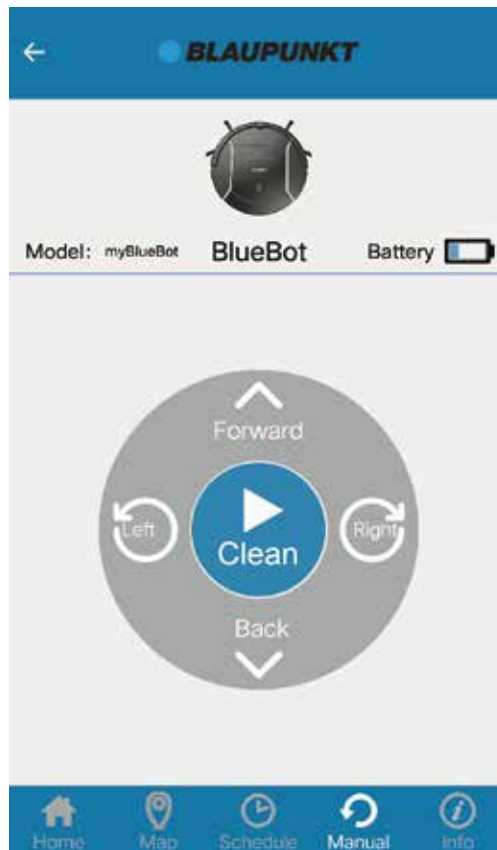 BLAUPUNKT
Model: myBlueBot BlueBot Battery
Forward
Left Clean Right
Back
Home Map Schedule Manual Info